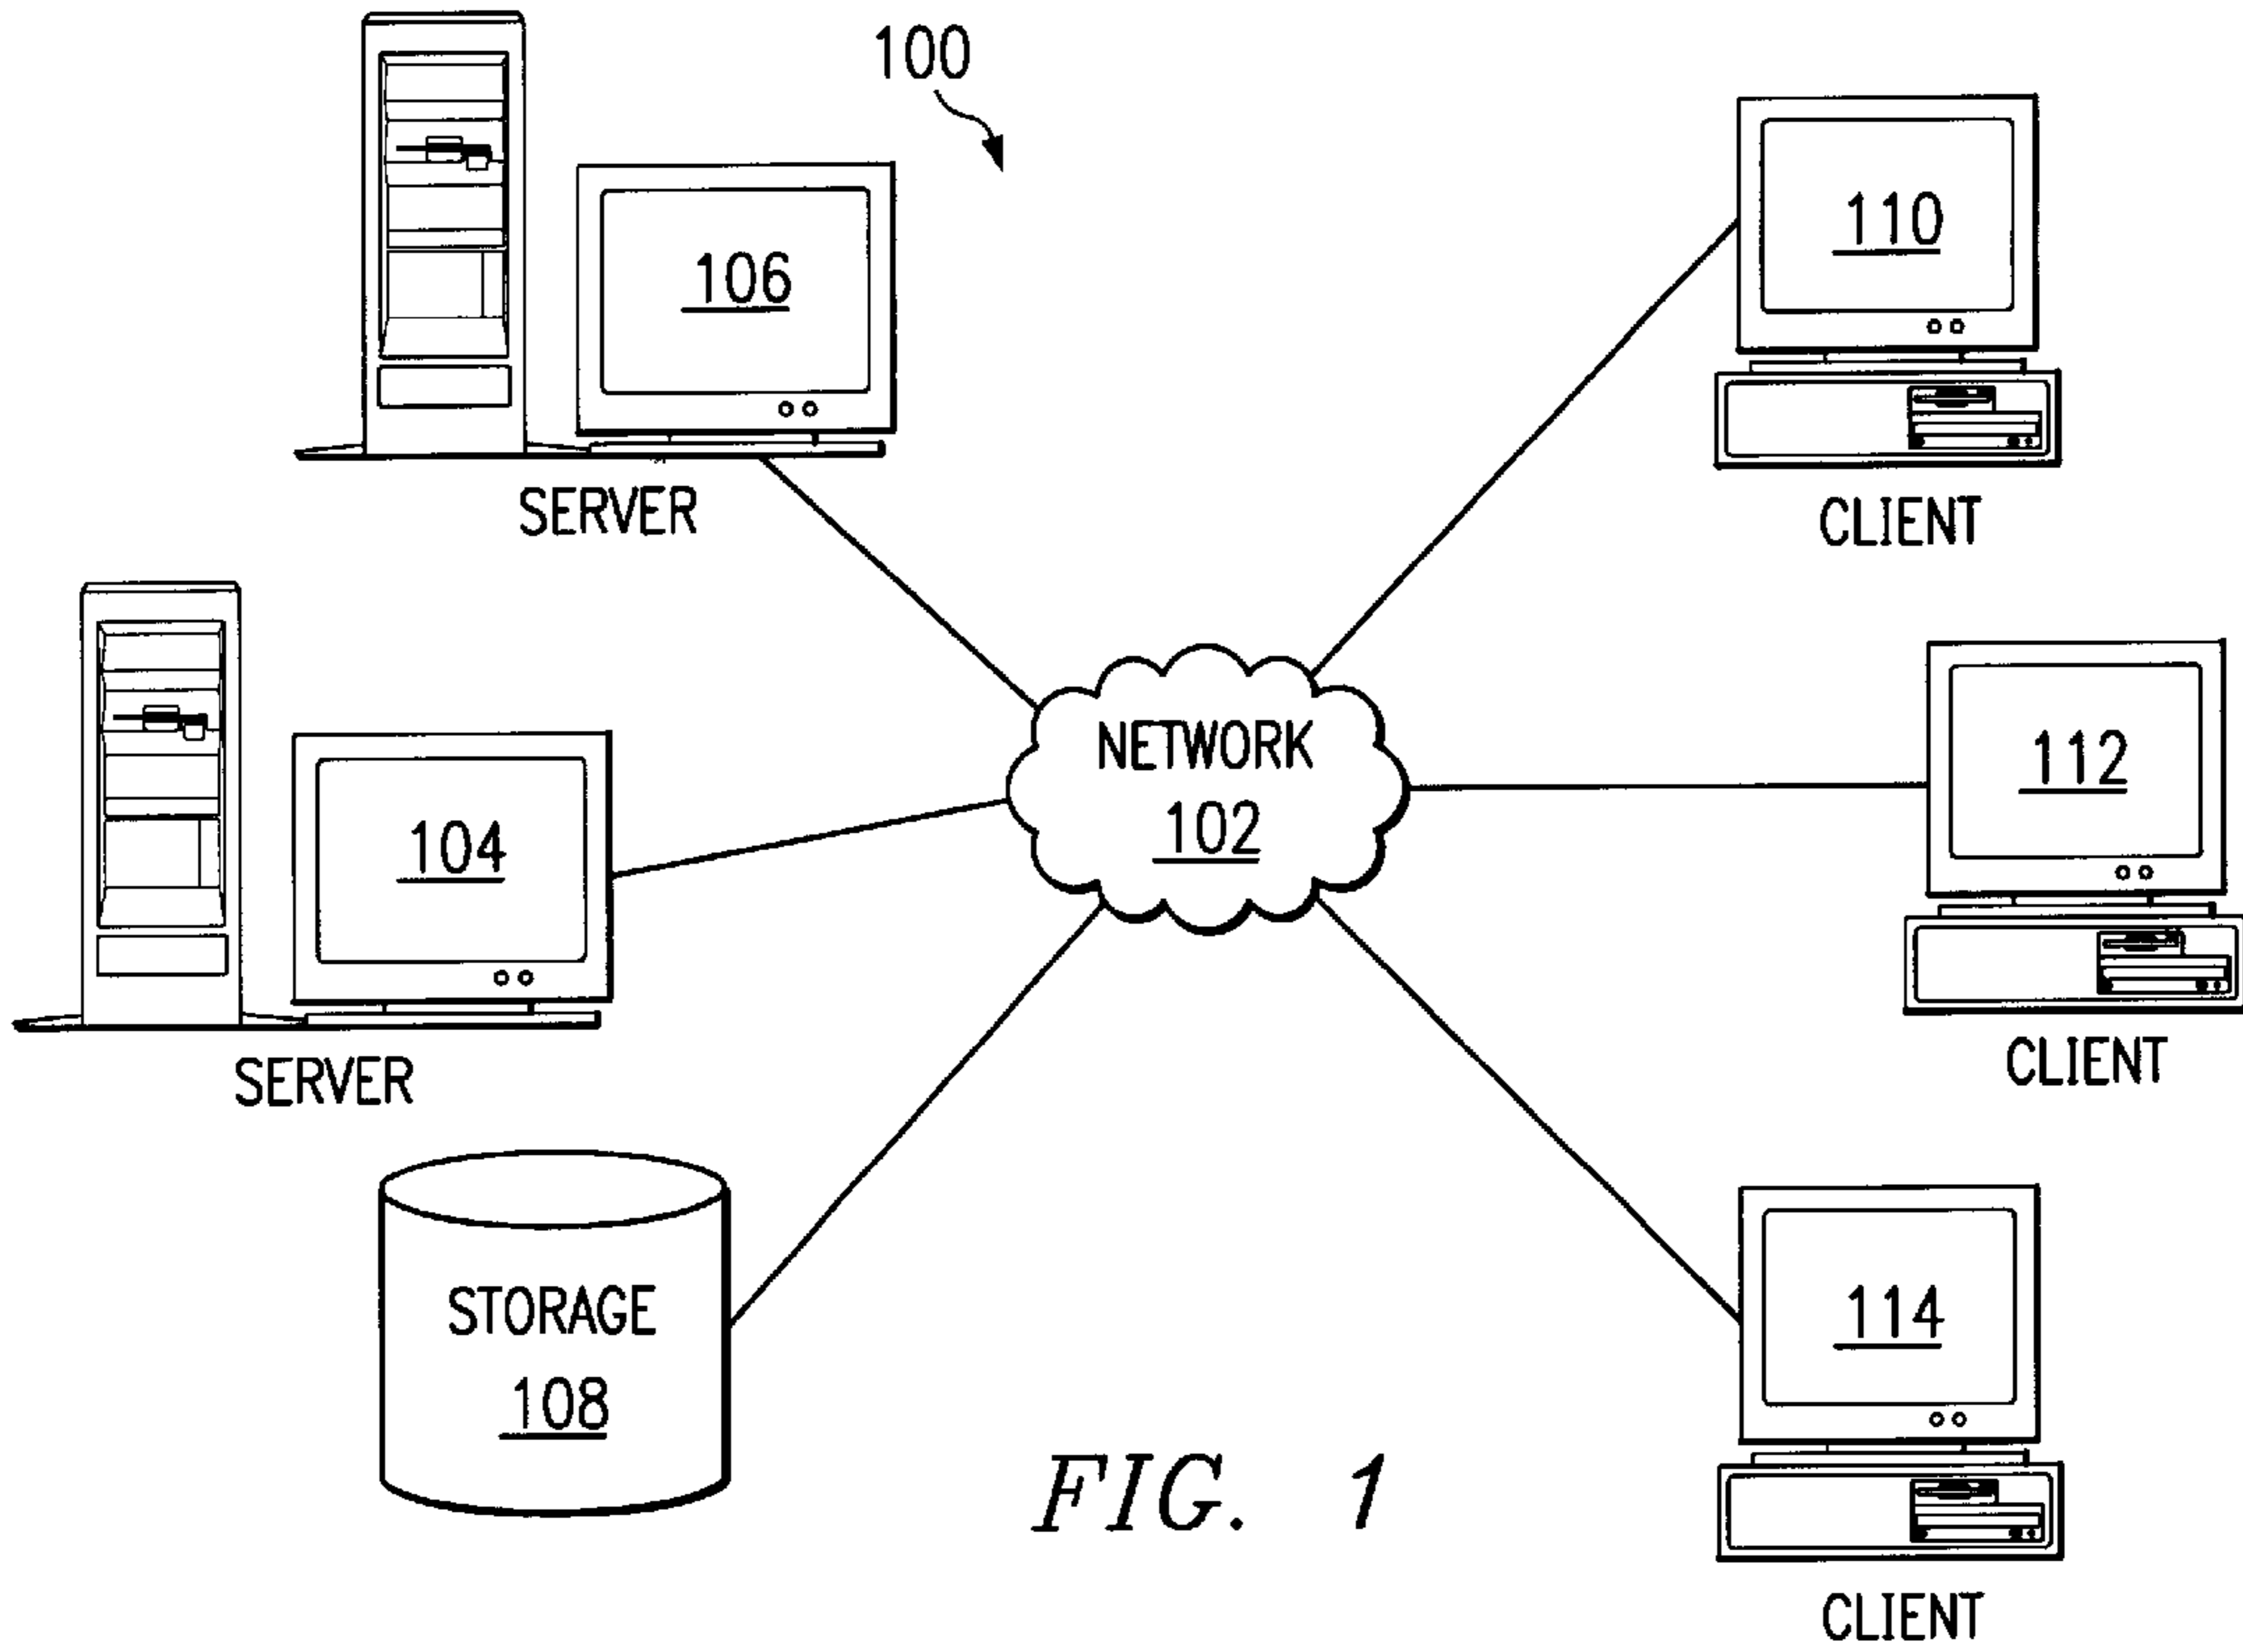 100
106
SERVER
110
CLIENT
NETWORK
102
104
SERVER
112
CLIENT
STORAGE
108
114
CLIENT
FIG. 1